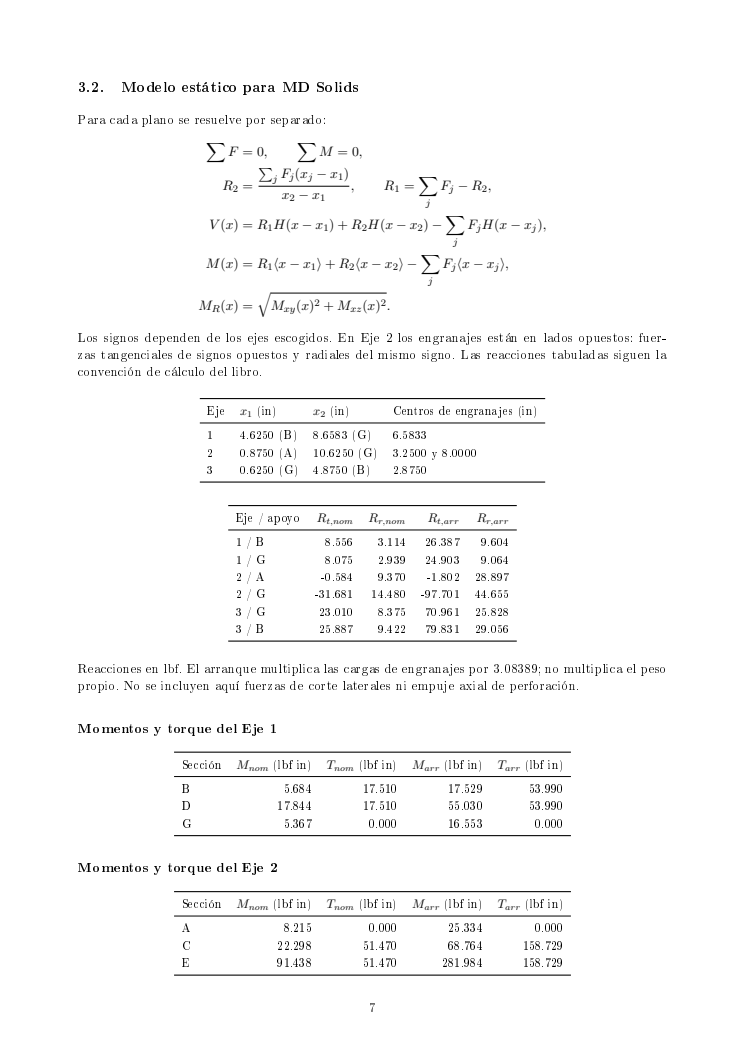 3.2. Modelo estático para MD Solids
Para cada plano se resuelve por separado:
∑ F = 0, ∑ M = 0,
R₂ = ∑ⱼ Fⱼ(xⱼ − x₁) / (x₂ − x₁), R₁ = ∑ⱼ Fⱼ − R₂,
V(x) = R₁H(x − x₁) + R₂H(x − x₂) − ∑ⱼ FⱼH(x − xⱼ),
M(x) = R₁⟨x − x₁⟩ + R₂⟨x − x₂⟩ − ∑ⱼ Fⱼ⟨x − xⱼ⟩,
M_R(x) = √(M_xy(x)² + M_xz(x)²).
Los signos dependen de los ejes escogidos. En Eje 2 los engranajes están en lados opuestos: fuer-
zas tangenciales de signos opuestos y radiales del mismo signo. Las reacciones tabuladas siguen la
convención de cálculo del libro.
Eje x₁ (in) x₂ (in) Centros de engranajes (in)
1 4.6250 (B) 8.6583 (G) 6.5833
2 0.8750 (A) 10.6250 (G) 3.2500 y 8.0000
3 0.6250 (G) 4.8750 (B) 2.8750
Eje / apoyo R_t,nom R_r,nom R_t,arr R_r,arr
1 / B 8.556 3.114 26.387 9.604
1 / G 8.075 2.939 24.903 9.064
2 / A -0.584 9.370 -1.802 28.897
2 / G -31.681 14.480 -97.701 44.655
3 / G 23.010 8.375 70.961 25.828
3 / B 25.887 9.422 79.831 29.056
Reacciones en lbf. El arranque multiplica las cargas de engranajes por 3.08389; no multiplica el peso
propio. No se incluyen aquí fuerzas de corte laterales ni empuje axial de perforación.
Momentos y torque del Eje 1
Sección M_nom (lbf in) T_nom (lbf in) M_arr (lbf in) T_arr (lbf in)
B 5.684 17.510 17.529 53.990
D 17.844 17.510 55.030 53.990
G 5.367 0.000 16.553 0.000
Momentos y torque del Eje 2
Sección M_nom (lbf in) T_nom (lbf in) M_arr (lbf in) T_arr (lbf in)
A 8.215 0.000 25.334 0.000
C 22.298 51.470 68.764 158.729
E 91.438 51.470 281.984 158.729
7